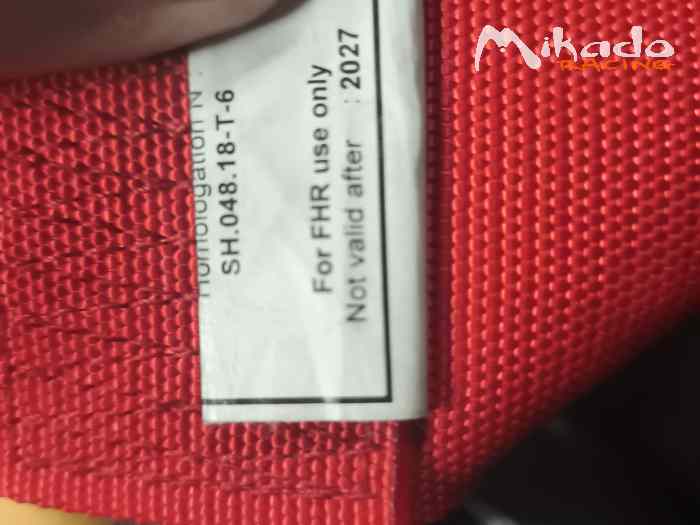 Mikado
RACING
Homologation N
SH.048.18-T-6
For FHR use only
Not valid after : 2027